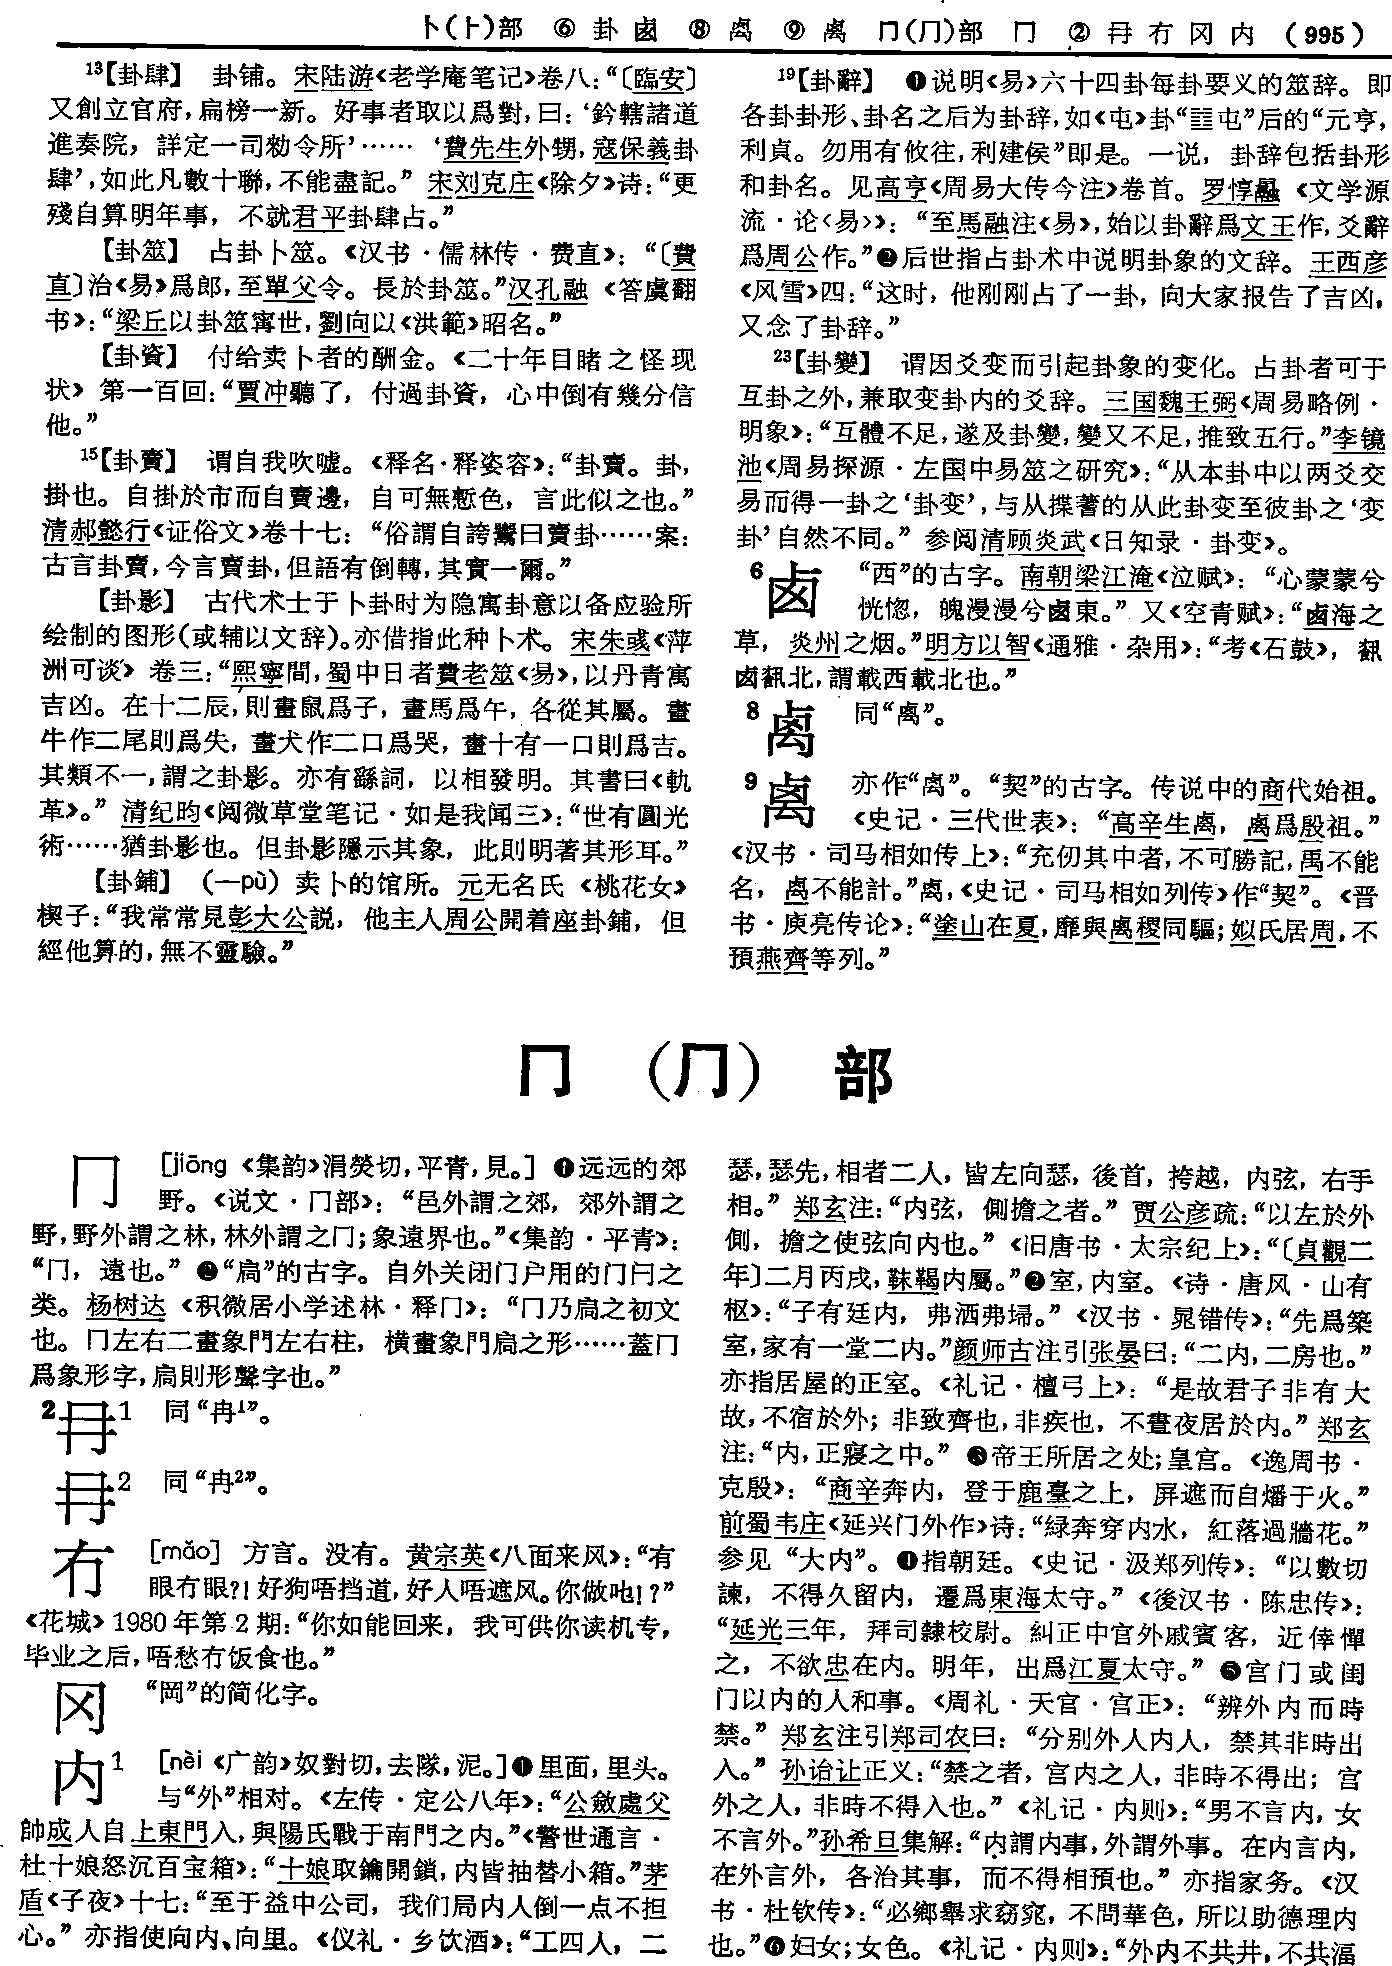 卜(⺊)部 ⑥ 卦 卤 ⑧ 卨 ⑨ 卨 冂(⺆)部 冂 ② 冄 冇 冈 内 (995)
¹³【卦肆】 卦铺。宋陆游《老学庵笔记》卷八：“〔臨安〕
又創立官府，扁榜一新。好事者取以爲對，曰：‘鈐轄諸道
進奏院，詳定一司勑令所’…… ‘費先生外甥，寇保義卦
肆’，如此凡數十聯，不能盡記。”宋刘克庄《除夕》诗：“更
殘自算明年事，不就君平卦肆占。”
【卦筮】 占卦卜筮。《汉书·儒林传·费直》：“〔費
直〕治《易》爲郎，至單父令。長於卦筮。”汉孔融《答虞翻
书》：“梁丘以卦筮寧世，劉向以《洪範》昭名。”
【卦資】 付给卖卜者的酬金。《二十年目睹之怪现
状》第一百回：“賈冲聽了，付過卦資，心中倒有幾分信
他。”
¹⁵【卦賣】 谓自我吹嘘。《释名·释姿容》：“卦賣。卦，
掛也。自掛於市而自賣邊，自可無慙色，言此似之也。”
清郝懿行《证俗文》卷十七：“俗謂自誇鬻曰賣卦……案：
古言卦賣，今言賣卦，但語有倒轉，其實一爾。”
【卦影】 古代术士于卜卦时为隐寓卦意以备应验所
绘制的图形(或辅以文辞)。亦借指此种卜术。宋朱彧《萍
洲可谈》卷三：“熙寧間，蜀中日者費老筮《易》，以丹青寓
吉凶。在十二辰，則畫鼠爲子，畫馬爲午，各從其屬。畫
牛作二尾則爲失，畫犬作二口爲哭，畫十有一口則爲吉。
其類不一，謂之卦影。亦有繇詞，以相發明。其書曰《軌
革》。”清纪昀《阅微草堂笔记·如是我闻三》：“世有圓光
術……猶卦影也。但卦影隱示其象，此則明著其形耳。”
【卦鋪】 (—pù) 卖卜的馆所。元无名氏《桃花女》
楔子：“我常常見彭大公説，他主人周公開着座卦鋪，但
經他算的，無不靈驗。”
¹⁹【卦辭】 ❶说明《易》六十四卦每卦要义的筮辞。即
各卦卦形、卦名之后为卦辞，如《屯》卦“䷂屯”后的“元亨，
利貞。勿用有攸往，利建侯”即是。一说，卦辞包括卦形
和卦名。见高亨《周易大传今注》卷首。罗惇曧《文学源
流·论〈易〉》：“至馬融注《易》，始以卦辭爲文王作，爻辭
爲周公作。”❷后世指占卦术中说明卦象的文辞。王西彦
《风雪》四：“这时，他刚刚占了一卦，向大家报告了吉凶，
又念了卦辞。”
²³【卦變】 谓因爻变而引起卦象的变化。占卦者可于
互卦之外，兼取变卦内的爻辞。三国魏王弼《周易略例·
明象》：“互體不足，遂及卦變，變又不足，推致五行。”李镜
池《周易探源·左国中易筮之研究》：“从本卦中以两爻交
易而得一卦之‘卦变’，与从揲蓍的从此卦变至彼卦之‘变
卦’自然不同。”参阅清顾炎武《日知录·卦变》。
6 卤 “西”的古字。南朝梁江淹《泣赋》：“心蒙蒙兮
恍惚，魄漫漫兮卤東。”又《空青赋》：“卤海之
草，炎州之烟。”明方以智《通雅·杂用》：“考《石鼓》，
卤北，謂載西載北也。”
8 卨 同“卨”。
9 卨 亦作“卨”。“契”的古字。传说中的商代始祖。
《史记·三代世表》：“高辛生卨，卨爲殷祖。”
《汉书·司马相如传上》：“充仞其中者，不可勝記，禹不能
名，卨不能計。”卨，《史记·司马相如列传》作“契”。《晋
书·庾亮传论》：“塗山在夏，靡與卨稷同驅；姒氏居周，不
預燕齊等列。”
冂 (⺆) 部
冂 [jiōng《集韵》涓熒切，平青，見。] ❶远远的郊
野。《说文·冂部》：“邑外謂之郊，郊外謂之
野，野外謂之林，林外謂之冂；象遠界也。”《集韵·平青》：
“冂，遠也。”❷“扃”的古字。自外关闭门户用的门闩之
类。杨树达《积微居小学述林·释冂》：“冂乃扃之初文
也。冂左右二畫象門左右柱，横畫象門扃之形……蓋冂
爲象形字，扃則形聲字也。”
2 冄1 同“冉¹”。
冄2 同“冉²”。
冇 [mǎo] 方言。没有。黄宗英《八面来风》：“有
眼冇眼?！好狗唔挡道，好人唔遮风。你做吔！？”
《花城》1980年第2期：“你如能回来，我可供你读机专，
毕业之后，唔愁冇饭食也。”
冈 “岡”的简化字。
内1 [nèi《广韵》奴對切，去隊，泥。]❶里面，里头。
与“外”相对。《左传·定公八年》：“公斂處父
帥成人自上東門入，與陽氏戰于南門之内。”《警世通言·
杜十娘怒沉百宝箱》：“十娘取鑰開鎖，内皆抽替小箱。”茅
盾《子夜》十七：“至于益中公司，我们局内人倒一点不担
心。”亦指使向内、向里。《仪礼·乡饮酒》：“工四人，二
瑟，瑟先，相者二人，皆左向瑟，後首，挎越，内弦，右手
相。”郑玄注：“内弦，側擔之者。”贾公彦疏：“以左於外
側，擔之使弦向内也。”《旧唐书·太宗纪上》：“〔貞觀二
年〕二月丙戌，靺鞨内屬。”❷室，内室。《诗·唐风·山有
枢》：“子有廷内，弗洒弗埽。”《汉书·晁错传》：“先爲築
室，家有一堂二内。”颜师古注引张晏曰：“二内，二房也。”
亦指居屋的正室。《礼记·檀弓上》：“是故君子非有大
故，不宿於外；非致齊也，非疾也，不晝夜居於内。”郑玄
注：“内，正寢之中。”❸帝王所居之处；皇宫。《逸周书·
克殷》：“商辛奔内，登于鹿臺之上，屏遮而自燔于火。”
前蜀韦庄《延兴门外作》诗：“緑奔穿内水，紅落過牆花。”
参见“大内”。❹指朝廷。《史记·汲郑列传》：“以數切
諫，不得久留内，遷爲東海太守。”《後汉书·陈忠传》：
“延光三年，拜司隸校尉。糾正中官外戚賓客，近倖憚
之，不欲忠在内。明年，出爲江夏太守。”❺宫门或闺
门以内的人和事。《周礼·天官·宫正》：“辨外内而時
禁。”郑玄注引郑司农曰：“分别外人内人，禁其非時出
入。”孙诒让正义：“禁之者，宫内之人，非時不得出；宫
外之人，非時不得入也。”《礼记·内则》：“男不言内，女
不言外。”孙希旦集解：“内謂内事，外謂外事。在内言内，
在外言外，各治其事，而不得相預也。”亦指家务。《汉
书·杜钦传》：“必鄉舉求窈窕，不問華色，所以助德理内
也。”❻妇女；女色。《礼记·内则》：“外内不共井，不共湢